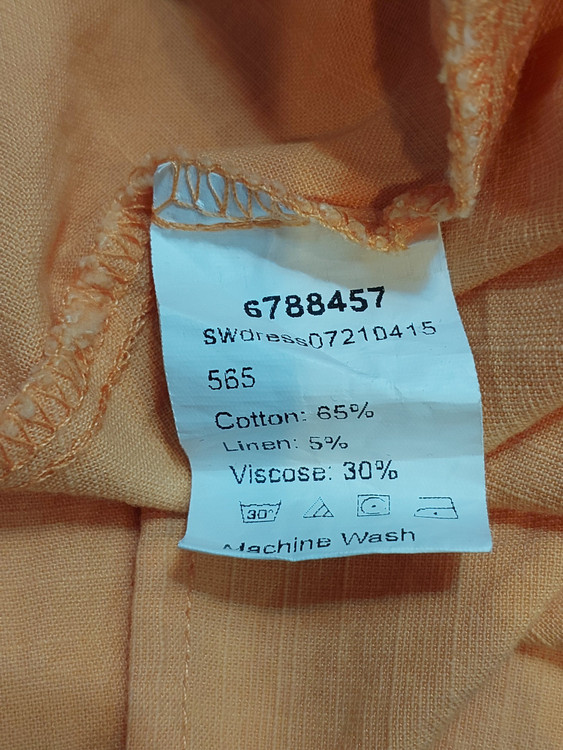 6788457
SWdress07210415
565
Cotton: 65%
Linen: 5%
Viscose: 30%
30°
Machine Wash